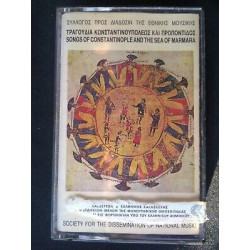 ΣΥΛΛΟΓΟΣ ΠΡΟΣ ΔΙΑΔΟΣΙΝ ΤΗΣ ΕΘΝΙΚΗΣ ΜΟΥΣΙΚΗΣ
ΤΡΑΓΟΥΔΙΑ ΚΩΝΣΤΑΝΤΙΝΟΥΠΟΛΕΩΣ ΚΑΙ ΠΡΟΠΟΝΤΙΔΟΣ
SONGS OF CONSTANTINOPLE AND THE SEA OF MARMARA
SOCIETY FOR THE DISSEMINATION OF NATIONAL MUSIC